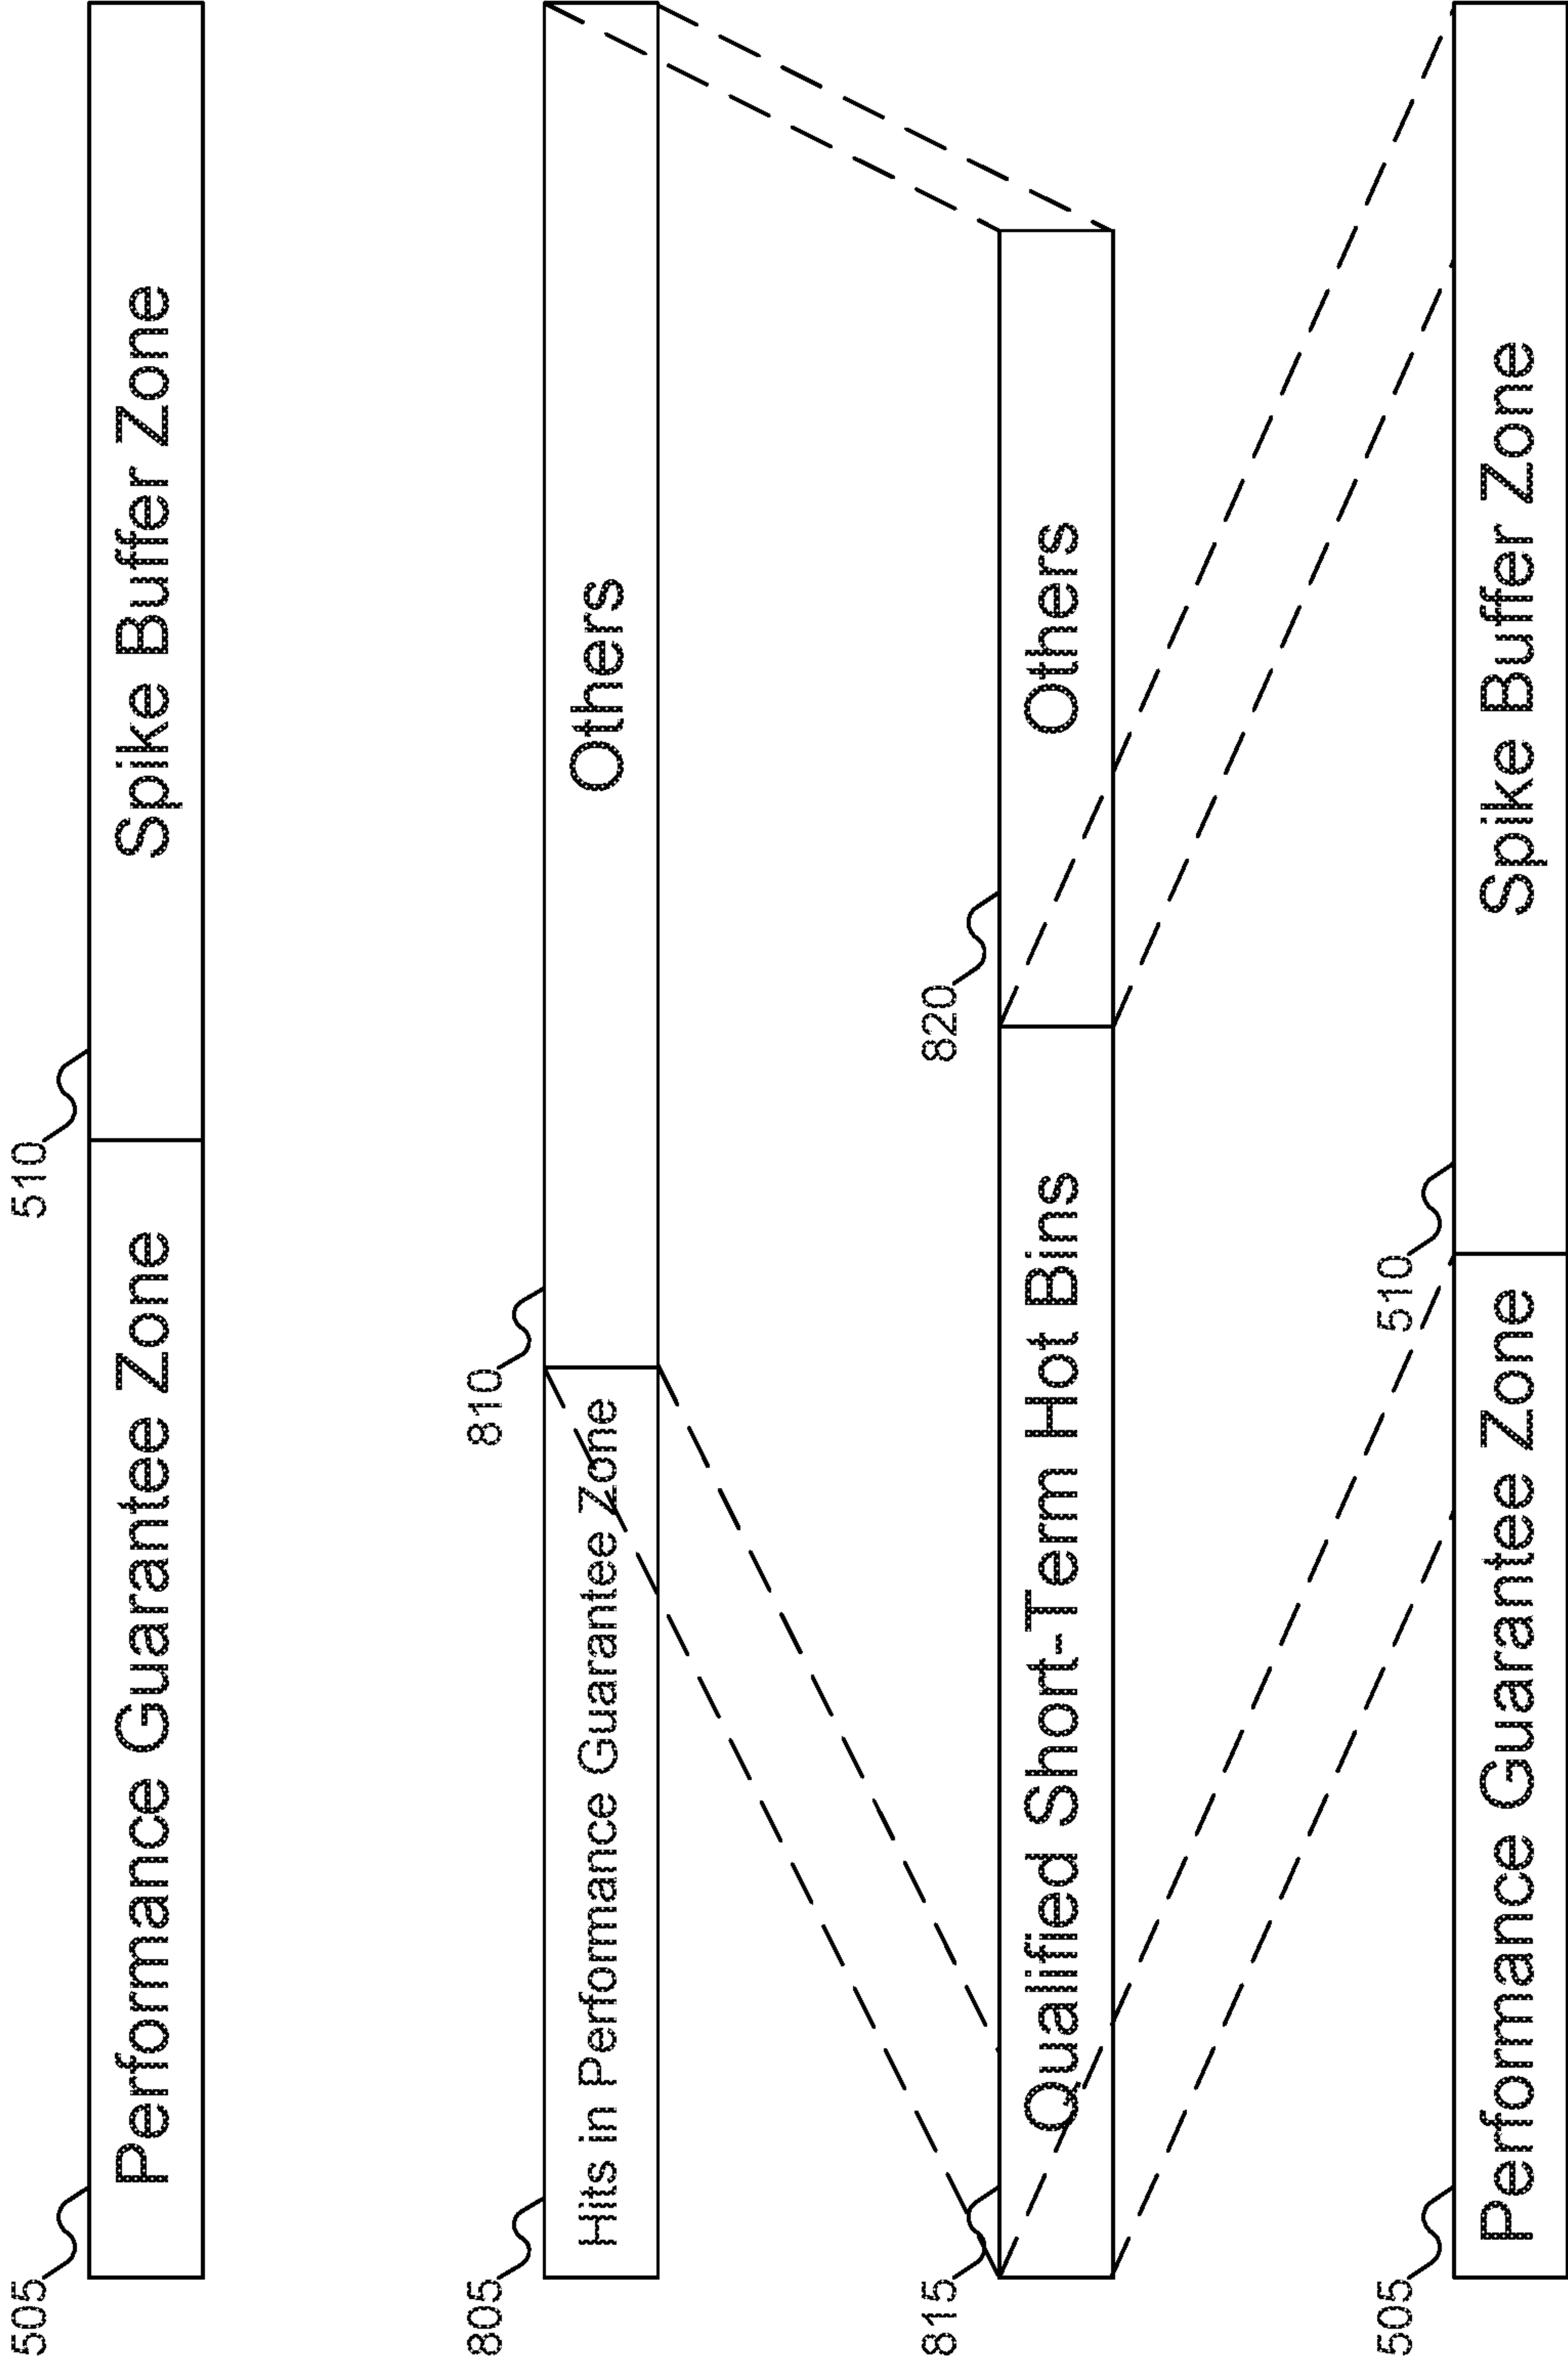 505
Performance Guarantee Zone
510
Spike Buffer Zone
805
Hits in Performance Guarantee Zone
810
Others
815
Qualified Short-Term Hot Bins
820
Others
505
Performance Guarantee Zone
510
Spike Buffer Zone